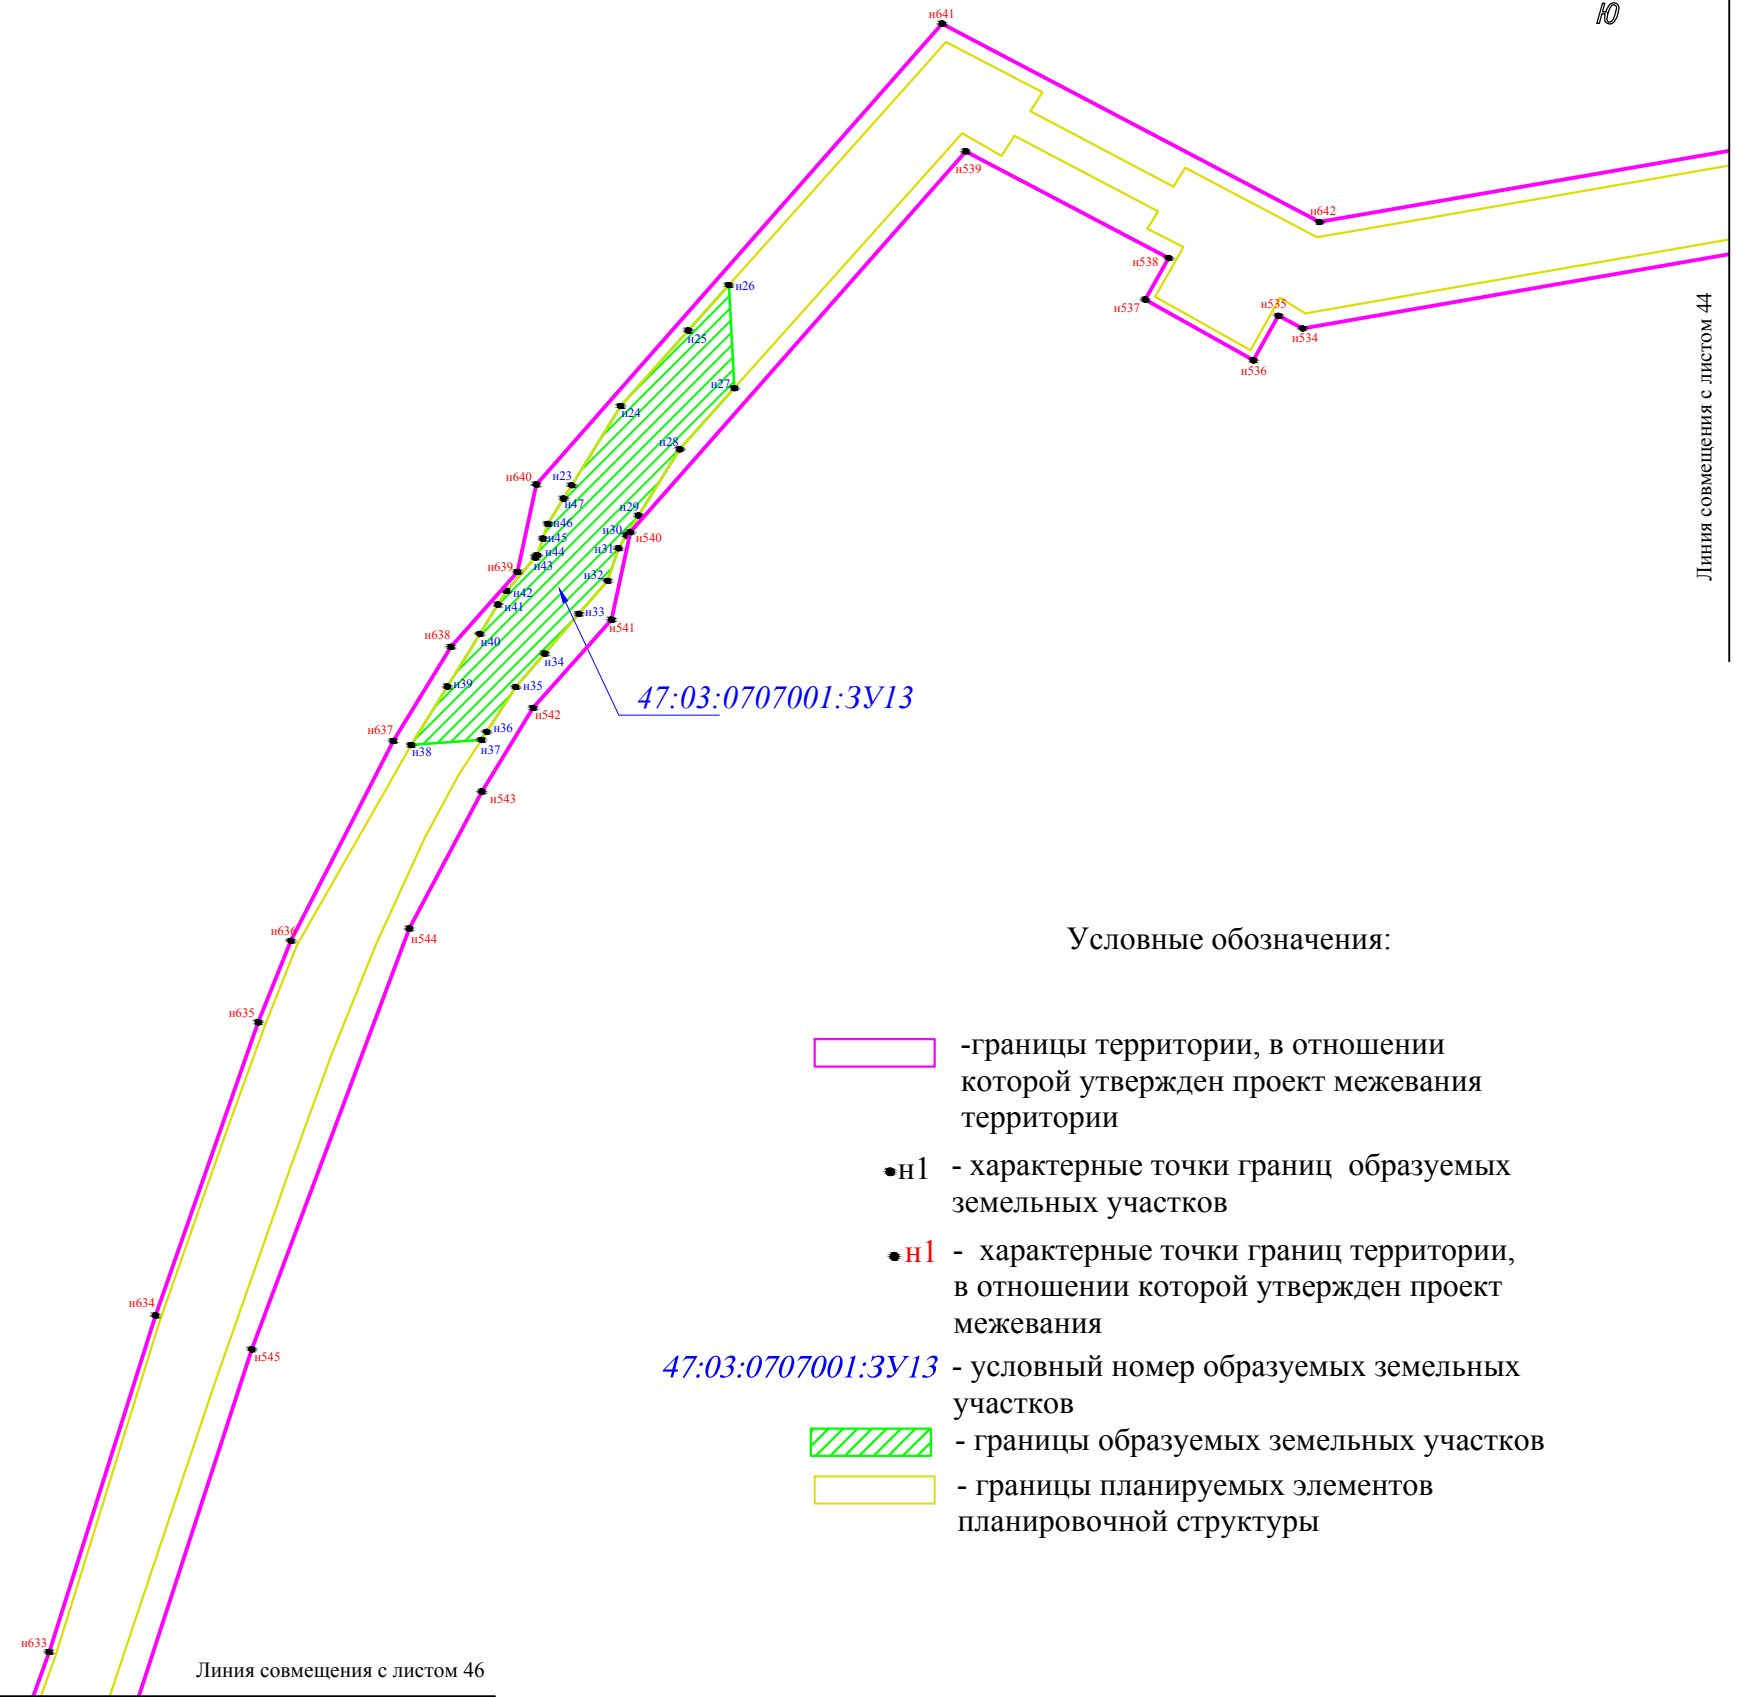 н641
Ю
н539
н642
н538
н26
н537
н535
н534
н25
н536
Линия совмещения с листом 44
н27
н24
н28
н640
н23
н47
н29
н46
н30
н540
н45
н31
н44
н43
н639
н32
н42
н41
н33
н541
н638
н40
н34
н39
н35
47:03:0707001:ЗУ13
н542
н637
н36
н38
н37
н543
н636
н544
Условные обозначения:
н635
-границы территории, в отношении
которой утвержден проект межевания
территории
н1 - характерные точки границ образуемых
земельных участков
н1 - характерные точки границ территории,
в отношении которой утвержден проект
межевания
н634
н545
47:03:0707001:ЗУ13 - условный номер образуемых земельных
участков
- границы образуемых земельных участков
- границы планируемых элементов
планировочной структуры
н633
Линия совмещения с листом 46